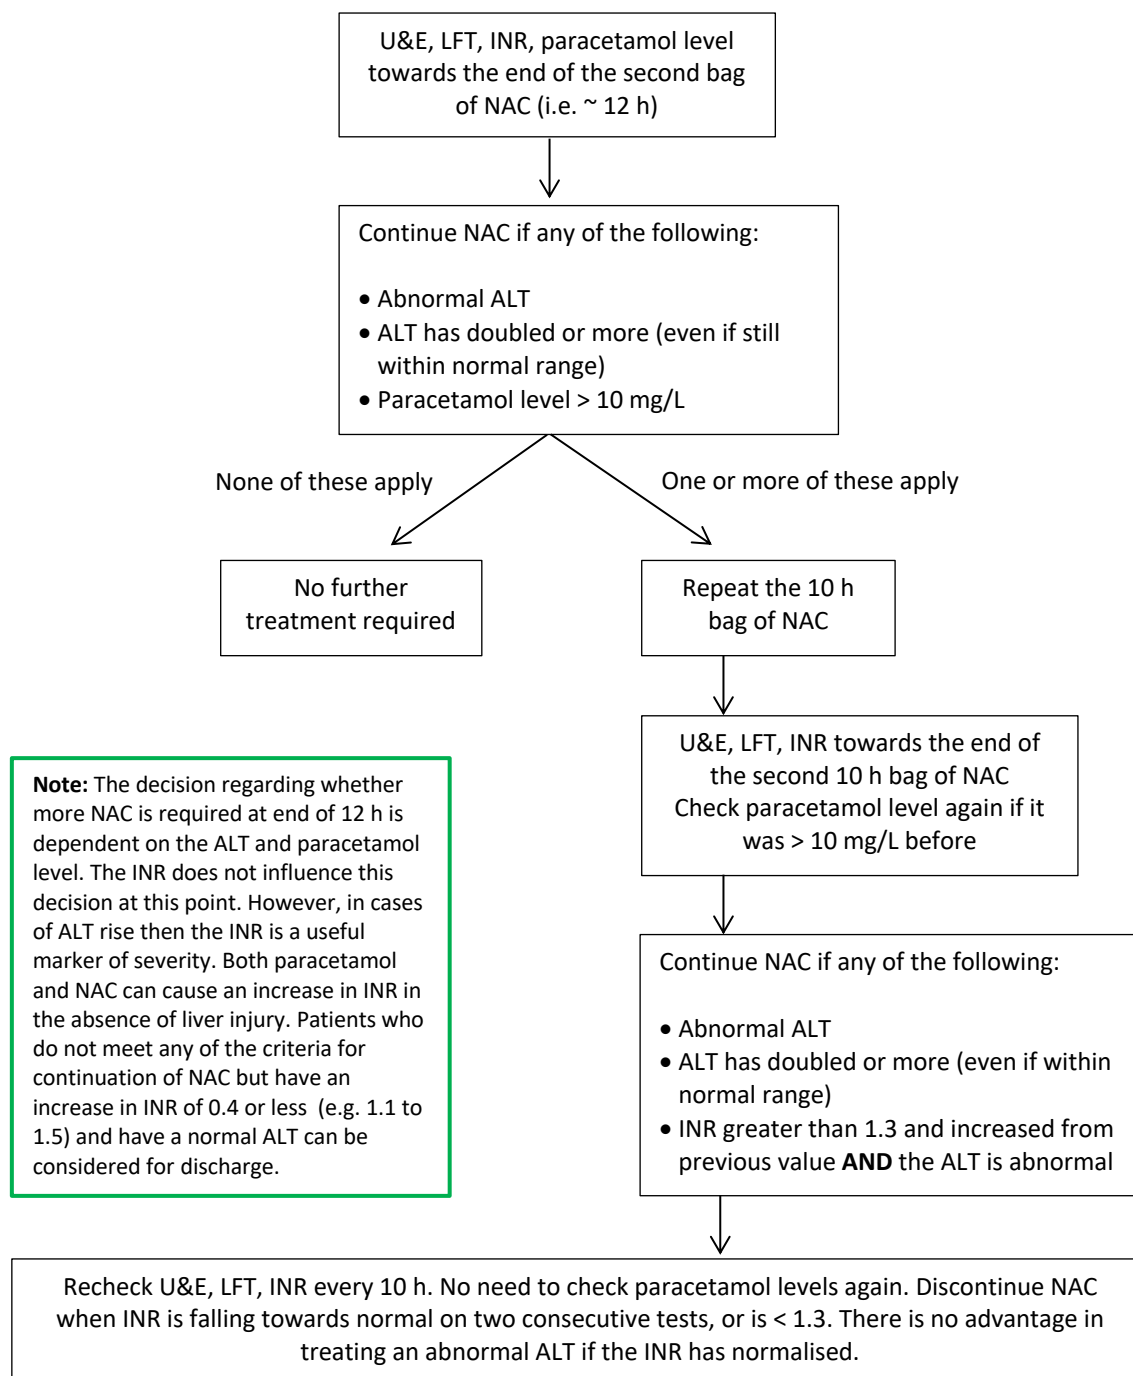 U&E, LFT, INR, paracetamol level
towards the end of the second bag
of NAC (i.e. ~ 12 h)
Continue NAC if any of the following:
• Abnormal ALT
• ALT has doubled or more (even if still
within normal range)
• Paracetamol level > 10 mg/L
None of these apply
One or more of these apply
No further
treatment required
Repeat the 10 h
bag of NAC
U&E, LFT, INR towards the end of
the second 10 h bag of NAC
Check paracetamol level again if it
was > 10 mg/L before
Note: The decision regarding whether
more NAC is required at end of 12 h is
dependent on the ALT and paracetamol
level. The INR does not influence this
decision at this point. However, in cases
of ALT rise then the INR is a useful
marker of severity. Both paracetamol
and NAC can cause an increase in INR in
the absence of liver injury. Patients who
do not meet any of the criteria for
continuation of NAC but have an
increase in INR of 0.4 or less (e.g. 1.1 to
1.5) and have a normal ALT can be
considered for discharge.
Continue NAC if any of the following:
• Abnormal ALT
• ALT has doubled or more (even if within
normal range)
• INR greater than 1.3 and increased from
previous value AND the ALT is abnormal
Recheck U&E, LFT, INR every 10 h. No need to check paracetamol levels again. Discontinue NAC
when INR is falling towards normal on two consecutive tests, or is < 1.3. There is no advantage in
treating an abnormal ALT if the INR has normalised.